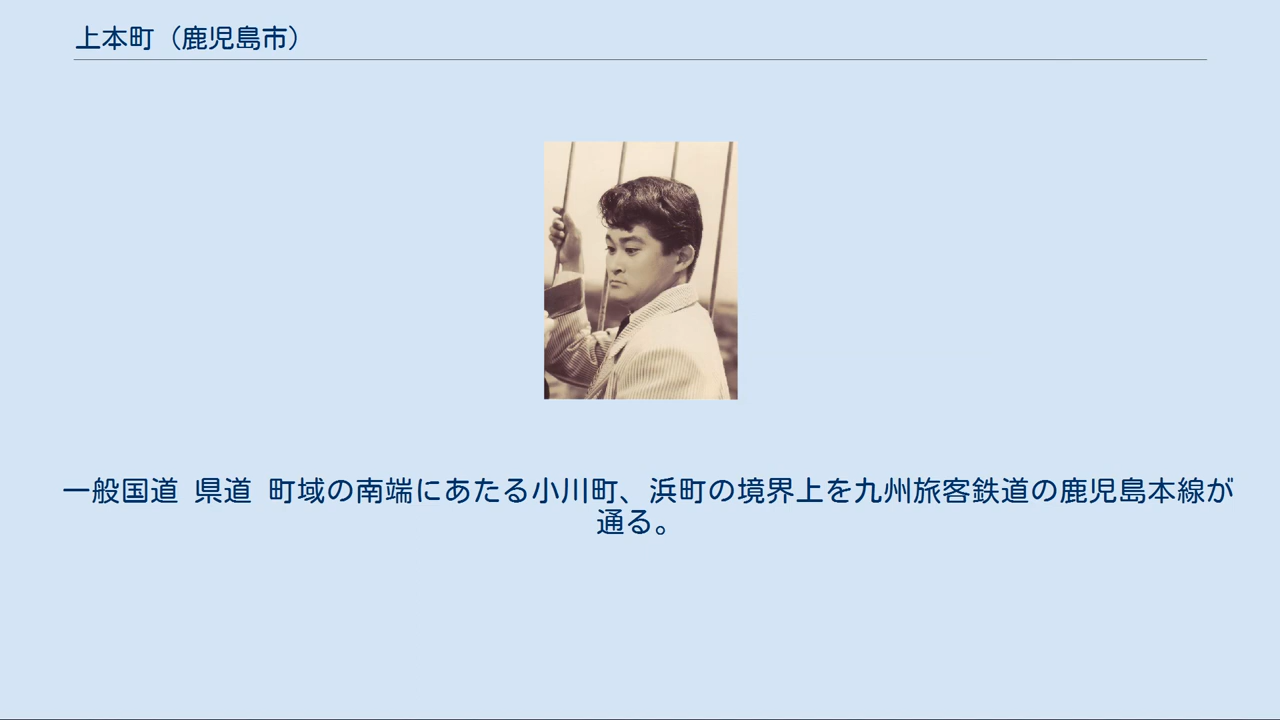 上本町（鹿児島市）
一般国道 県道 町域の南端にあたる小川町、浜町の境界上を九州旅客鉄道の鹿児島本線が
通る。